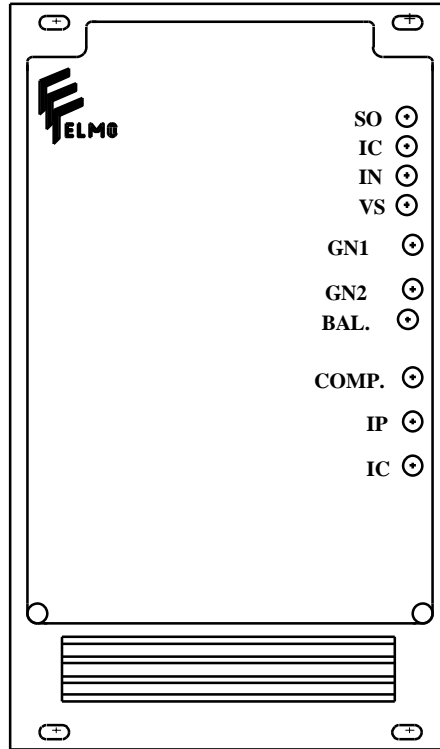 ELMO
SO
IC
IN
VS
GN1
GN2
BAL.
COMP.
IP
IC